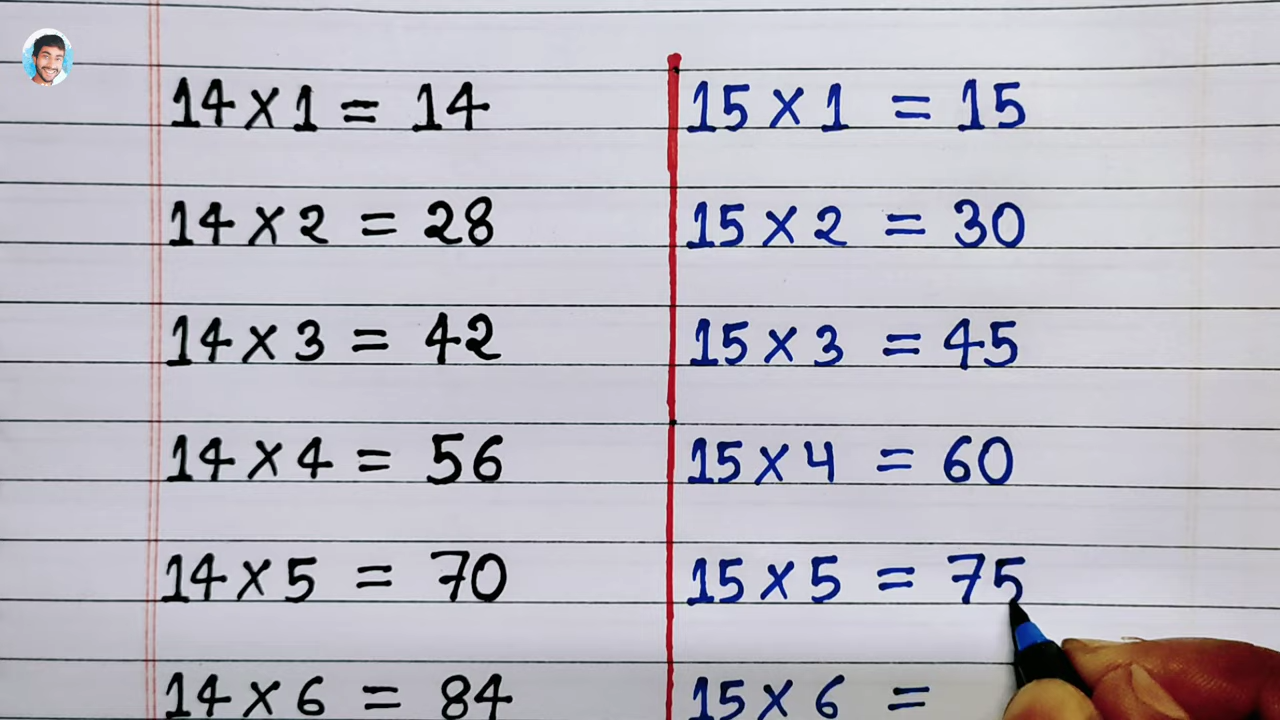 14 × 1 = 14
14 × 2 = 28
14 × 3 = 42
14 × 4 = 56
14 × 5 = 70
14 × 6 = 84
15 × 1 = 15
15 × 2 = 30
15 × 3 = 45
15 × 4 = 60
15 × 5 = 75
15 × 6 =